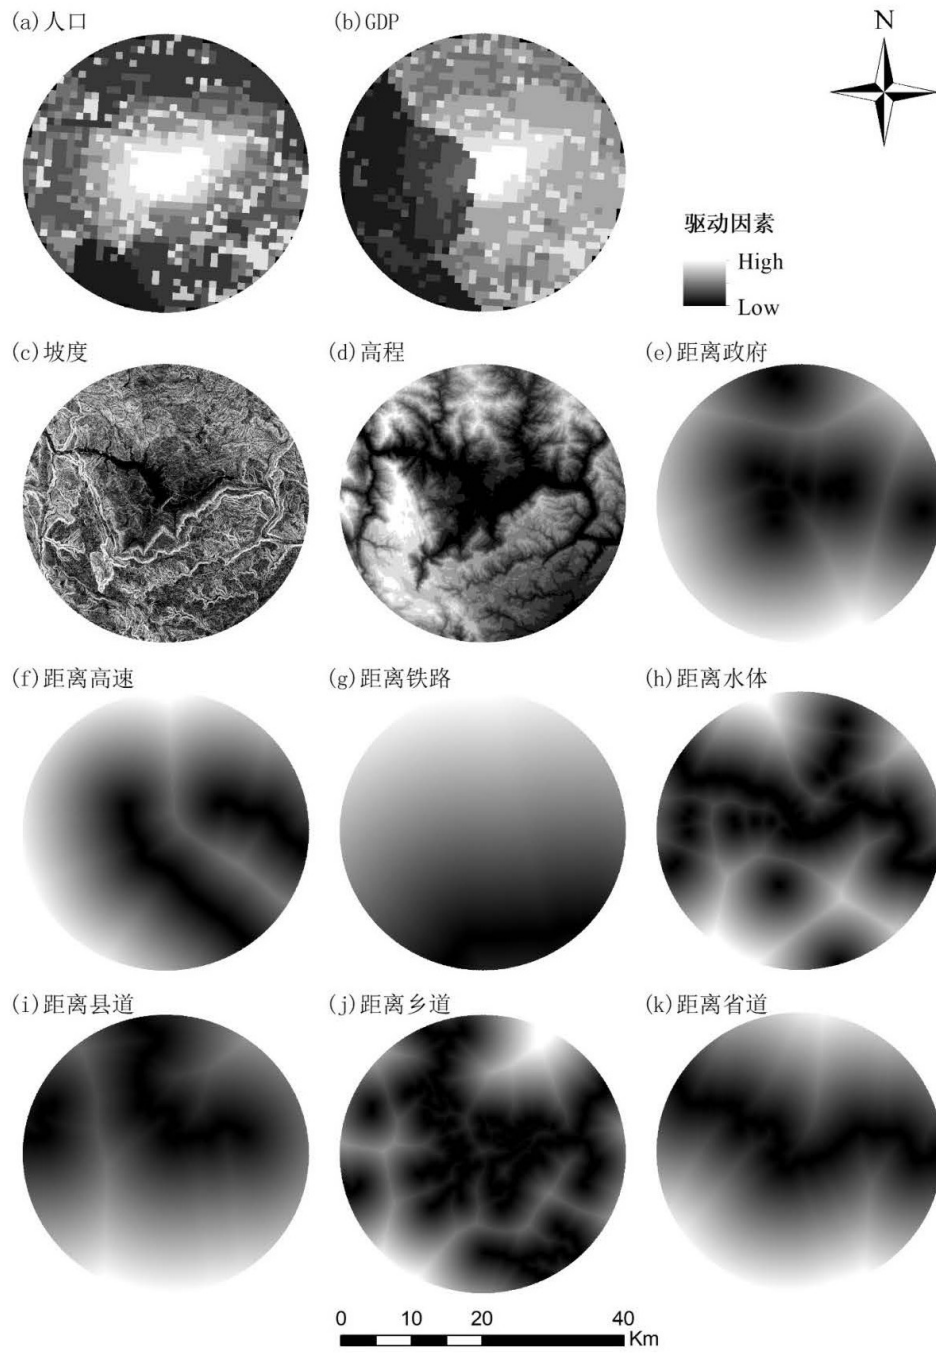 (a)人口
(b)GDP
N
驱动因素
High
Low
(c)坡度
(d)高程
(e)距离政府
(f)距离高速
(g)距离铁路
(h)距离水体
(i)距离县道
(j)距离乡道
(k)距离省道
0 10 20 40
Km